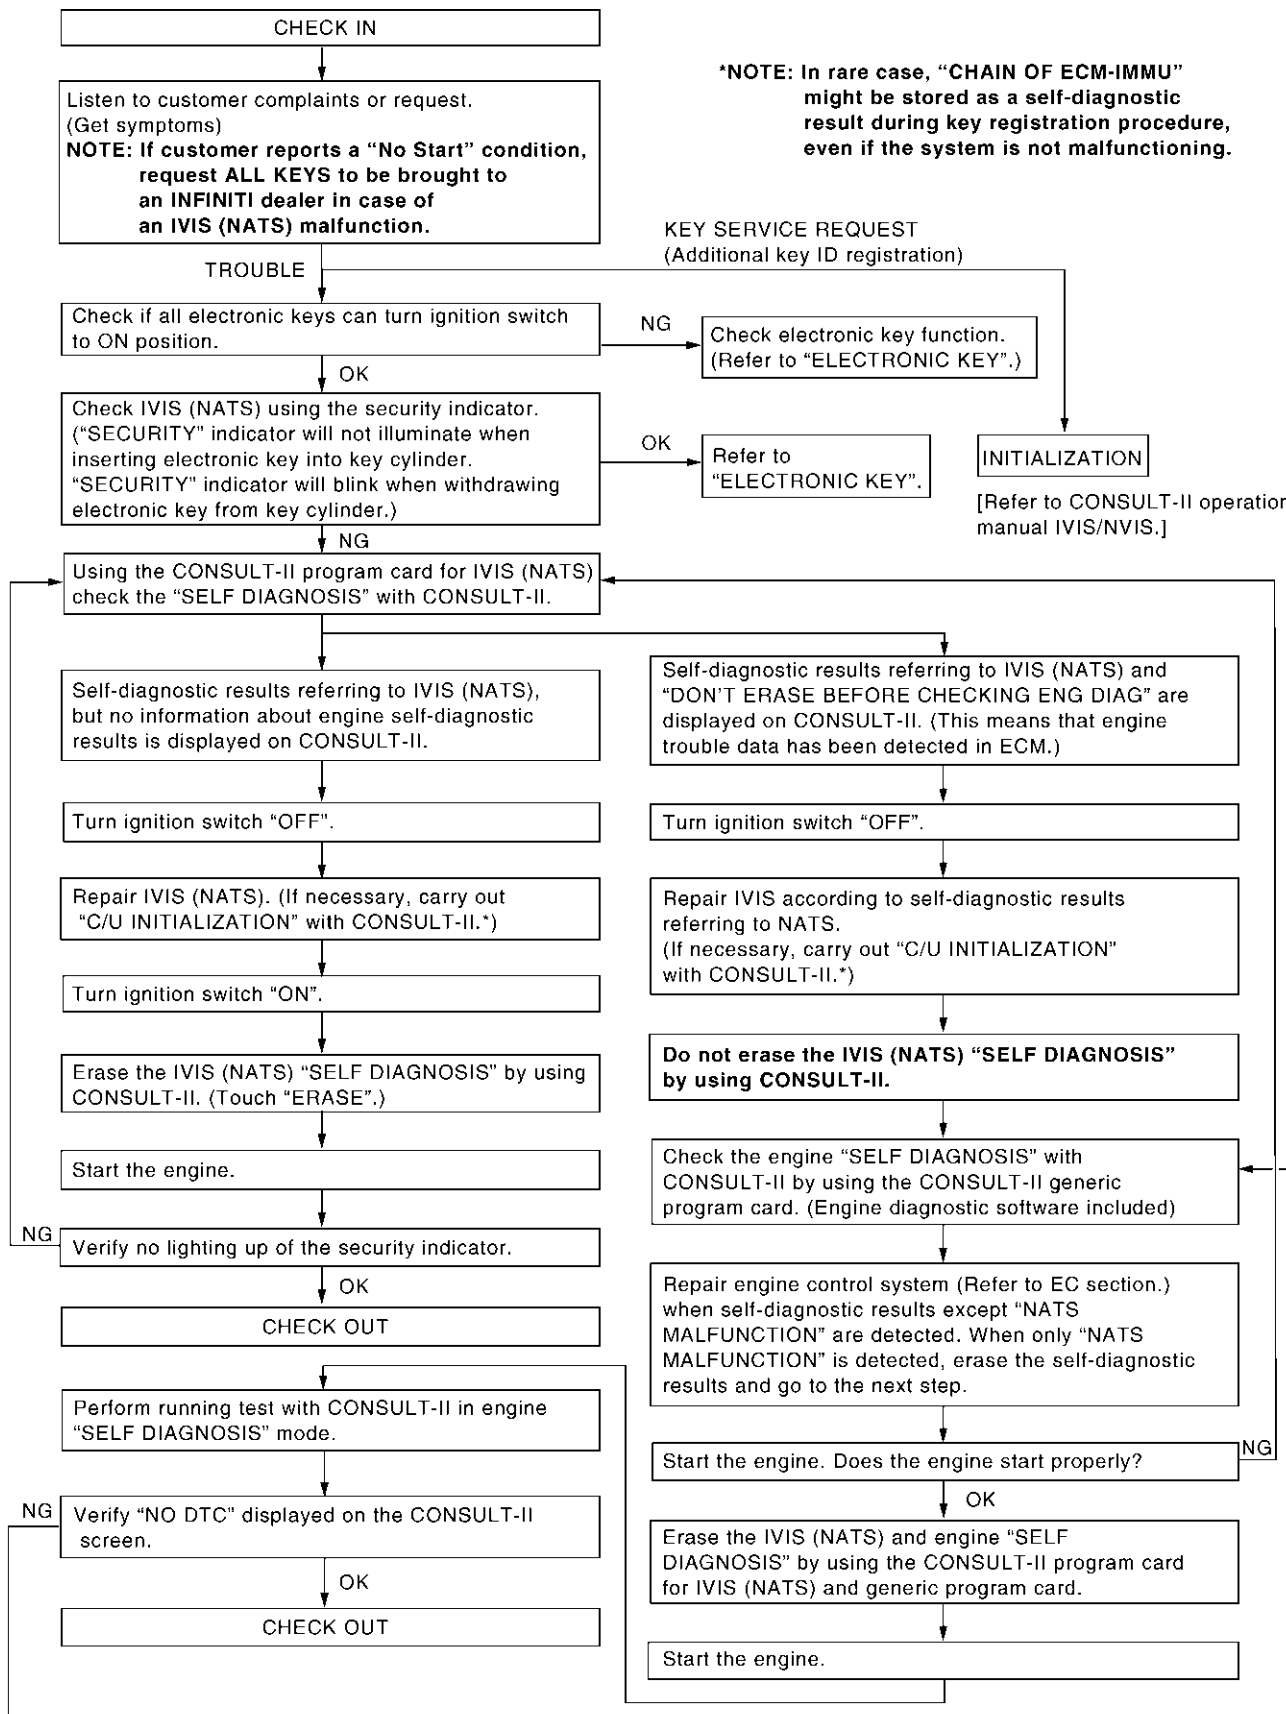 CHECK IN
*NOTE: In rare case, “CHAIN OF ECM-IMMU”
might be stored as a self-diagnostic
result during key registration procedure,
even if the system is not malfunctioning.
Listen to customer complaints or request.
(Get symptoms)
NOTE: If customer reports a “No Start” condition,
request ALL KEYS to be brought to
an INFINITI dealer in case of
an IVIS (NATS) malfunction.
KEY SERVICE REQUEST
(Additional key ID registration)
TROUBLE
Check if all electronic keys can turn ignition switch
to ON position.
NG
Check electronic key function.
(Refer to “ELECTRONIC KEY”.)
OK
Check IVIS (NATS) using the security indicator.
(“SECURITY” indicator will not illuminate when
inserting electronic key into key cylinder.
“SECURITY” indicator will blink when withdrawing
electronic key from key cylinder.)
OK
Refer to
“ELECTRONIC KEY”.
INITIALIZATION
[Refer to CONSULT-II operation
manual IVIS/NVIS.]
NG
Using the CONSULT-II program card for IVIS (NATS)
check the “SELF DIAGNOSIS” with CONSULT-II.
Self-diagnostic results referring to IVIS (NATS),
but no information about engine self-diagnostic
results is displayed on CONSULT-II.
Turn ignition switch “OFF”.
Repair IVIS (NATS). (If necessary, carry out
“C/U INITIALIZATION” with CONSULT-II.*)
Turn ignition switch “ON”.
Erase the IVIS (NATS) “SELF DIAGNOSIS” by using
CONSULT-II. (Touch “ERASE”.)
Start the engine.
NG
Verify no lighting up of the security indicator.
OK
CHECK OUT
Self-diagnostic results referring to IVIS (NATS) and
“DON’T ERASE BEFORE CHECKING ENG DIAG” are
displayed on CONSULT-II. (This means that engine
trouble data has been detected in ECM.)
Turn ignition switch “OFF”.
Repair IVIS according to self-diagnostic results
referring to NATS.
(If necessary, carry out “C/U INITIALIZATION”
with CONSULT-II.*)
Do not erase the IVIS (NATS) “SELF DIAGNOSIS”
by using CONSULT-II.
Check the engine “SELF DIAGNOSIS” with
CONSULT-II by using the CONSULT-II generic
program card. (Engine diagnostic software included)
Repair engine control system (Refer to EC section.)
when self-diagnostic results except “NATS
MALFUNCTION” are detected. When only “NATS
MALFUNCTION” is detected, erase the self-diagnostic
results and go to the next step.
Start the engine. Does the engine start properly?
NG
OK
Erase the IVIS (NATS) and engine “SELF
DIAGNOSIS” by using the CONSULT-II program card
for IVIS (NATS) and generic program card.
Start the engine.
Perform running test with CONSULT-II in engine
“SELF DIAGNOSIS” mode.
NG
Verify “NO DTC” displayed on the CONSULT-II
screen.
OK
CHECK OUT